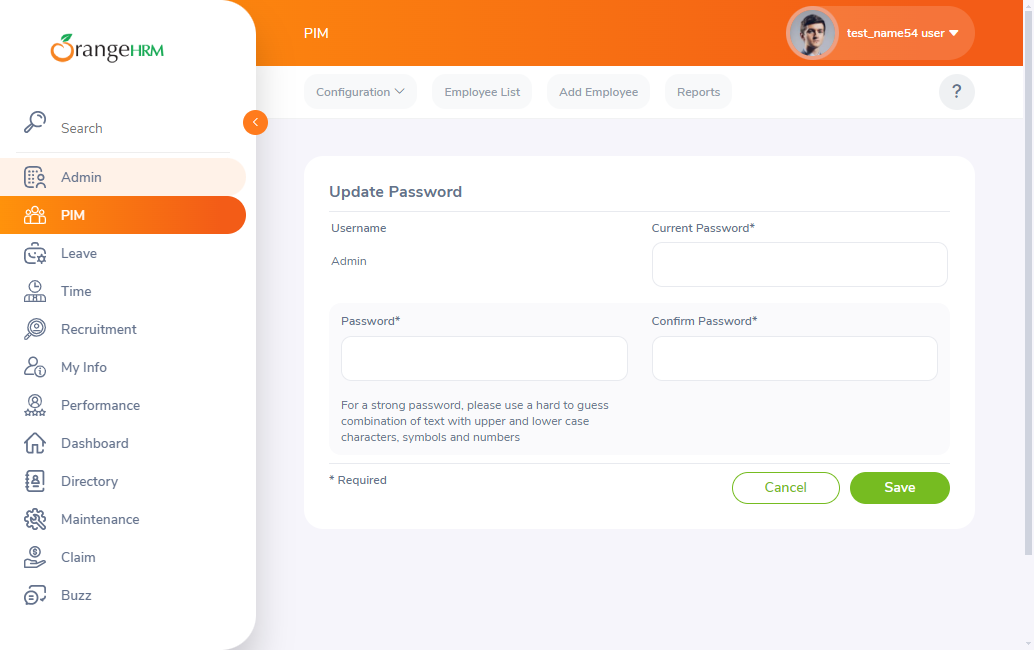 OrangeHRM
Search
Admin
PIM
Leave
Time
Recruitment
My Info
Performance
Dashboard
Directory
Maintenance
Claim
Buzz
PIM
test_name54 user
Configuration
Employee List
Add Employee
Reports
?
Update Password
Username
Admin
Current Password*
Password*
Confirm Password*
For a strong password, please use a hard to guess
combination of text with upper and lower case
characters, symbols and numbers
* Required
Cancel
Save